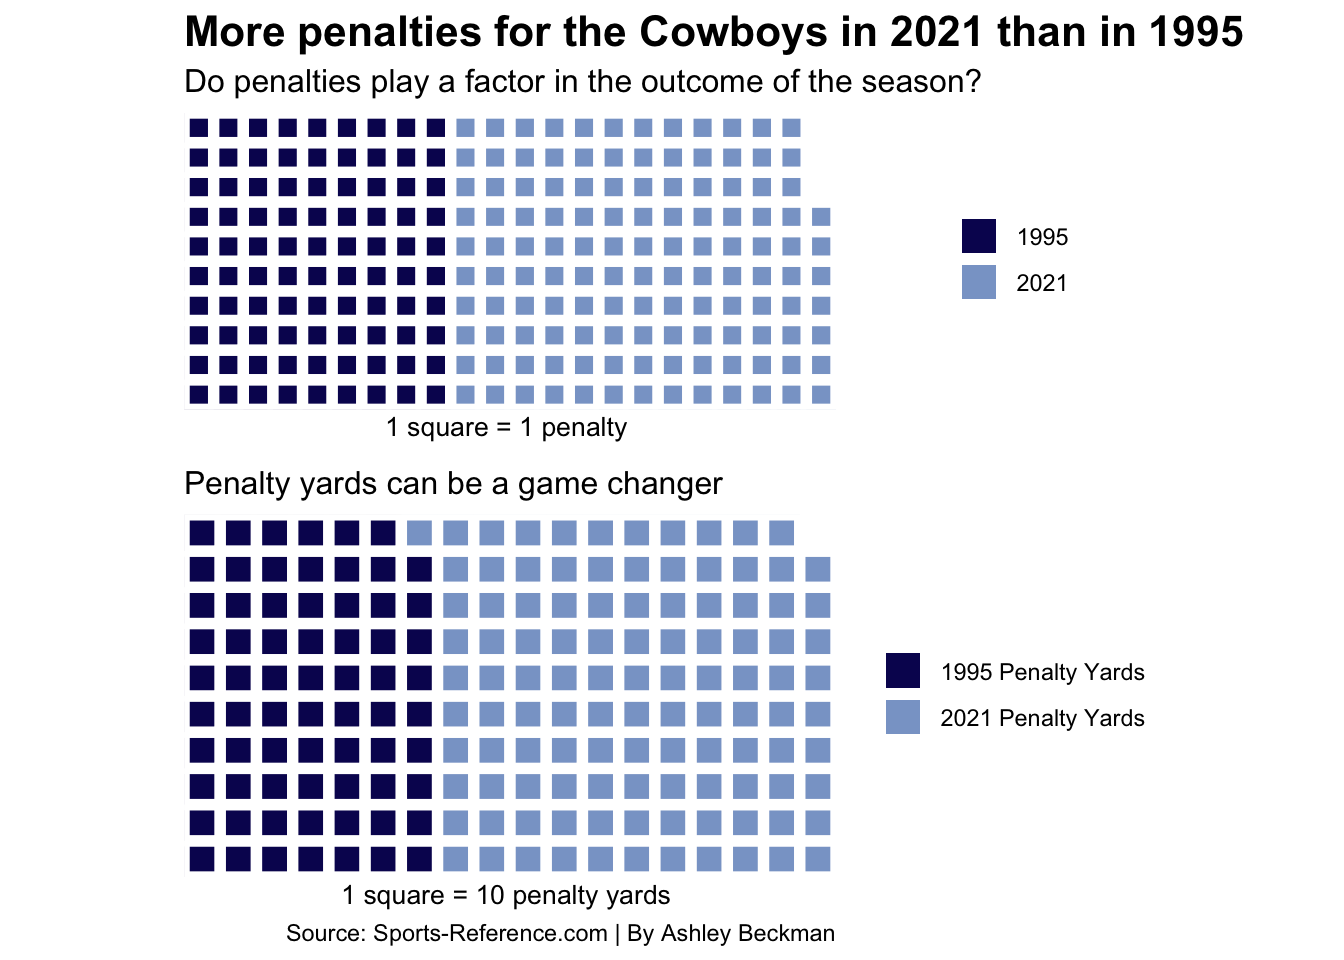 More penalties for the Cowboys in 2021 than in 1995
Do penalties play a factor in the outcome of the season?
1995
2021
1 square = 1 penalty
Penalty yards can be a game changer
1995 Penalty Yards
2021 Penalty Yards
1 square = 10 penalty yards
Source: Sports-Reference.com | By Ashley Beckman